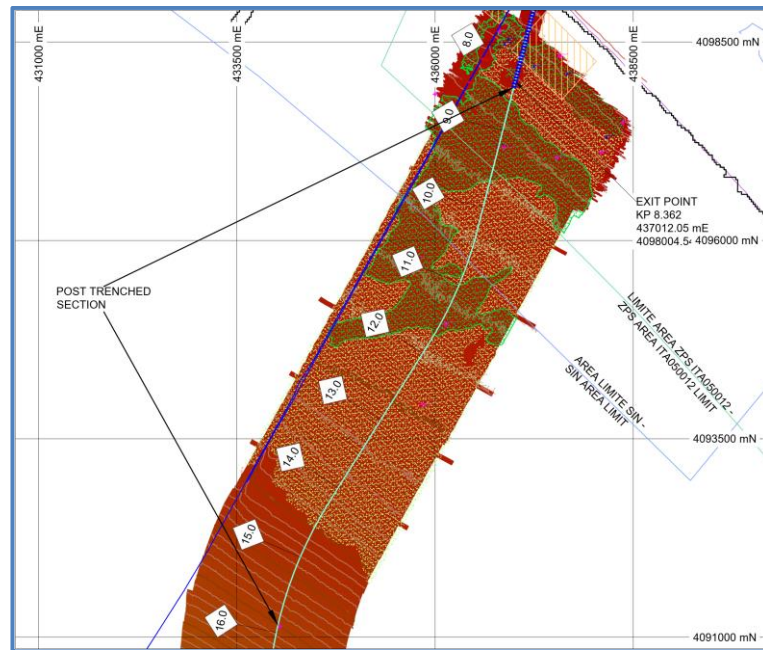 431000 mE
433500 mE
436000 mE
438500 mE
8.0
4098500 mN
9.0
10.0
EXIT POINT
KP 8.362
437012.05 mE
4098004.5
4096000 mN
11.0
POST TRENCHED
SECTION
12.0
LIMITE AREA ZPS ITA050012 -
ZPS AREA ITA050012 LIMIT
AREA LIMITE SIN -
SIN AREA LIMIT
13.0
4093500 mN
14.0
15.0
16.0
4091000 mN